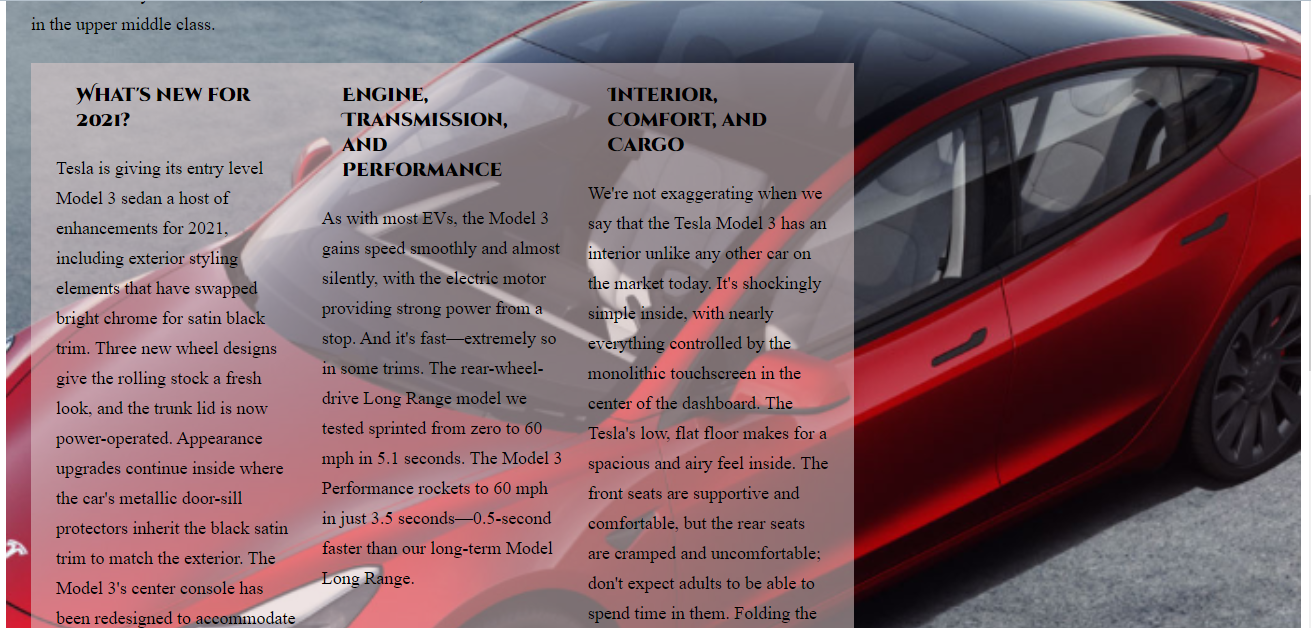 in the upper middle class.
What's new for
2021?
Tesla is giving its entry level
Model 3 sedan a host of
enhancements for 2021,
including exterior styling
elements that have swapped
bright chrome for satin black
trim. Three new wheel designs
give the rolling stock a fresh
look, and the trunk lid is now
power-operated. Appearance
upgrades continue inside where
the car's metallic door-sill
protectors inherit the black satin
trim to match the exterior. The
Model 3's center console has
been redesigned to accommodate
Engine,
Transmission,
and
Performance
As with most EVs, the Model 3
gains speed smoothly and almost
silently, with the electric motor
providing strong power from a
stop. And it's fast—extremely so
in some trims. The rear-wheel-
drive Long Range model we
tested sprinted from zero to 60
mph in 5.1 seconds. The Model 3
Performance rockets to 60 mph
in just 3.5 seconds—0.5-second
faster than our long-term Model
Long Range.
Interior,
Comfort, and
Cargo
We're not exaggerating when we
say that the Tesla Model 3 has an
interior unlike any other car on
the market today. It's shockingly
simple inside, with nearly
everything controlled by the
monolithic touchscreen in the
center of the dashboard. The
Tesla's low, flat floor makes for a
spacious and airy feel inside. The
front seats are supportive and
comfortable, but the rear seats
are cramped and uncomfortable;
don't expect adults to be able to
spend time in them. Folding the